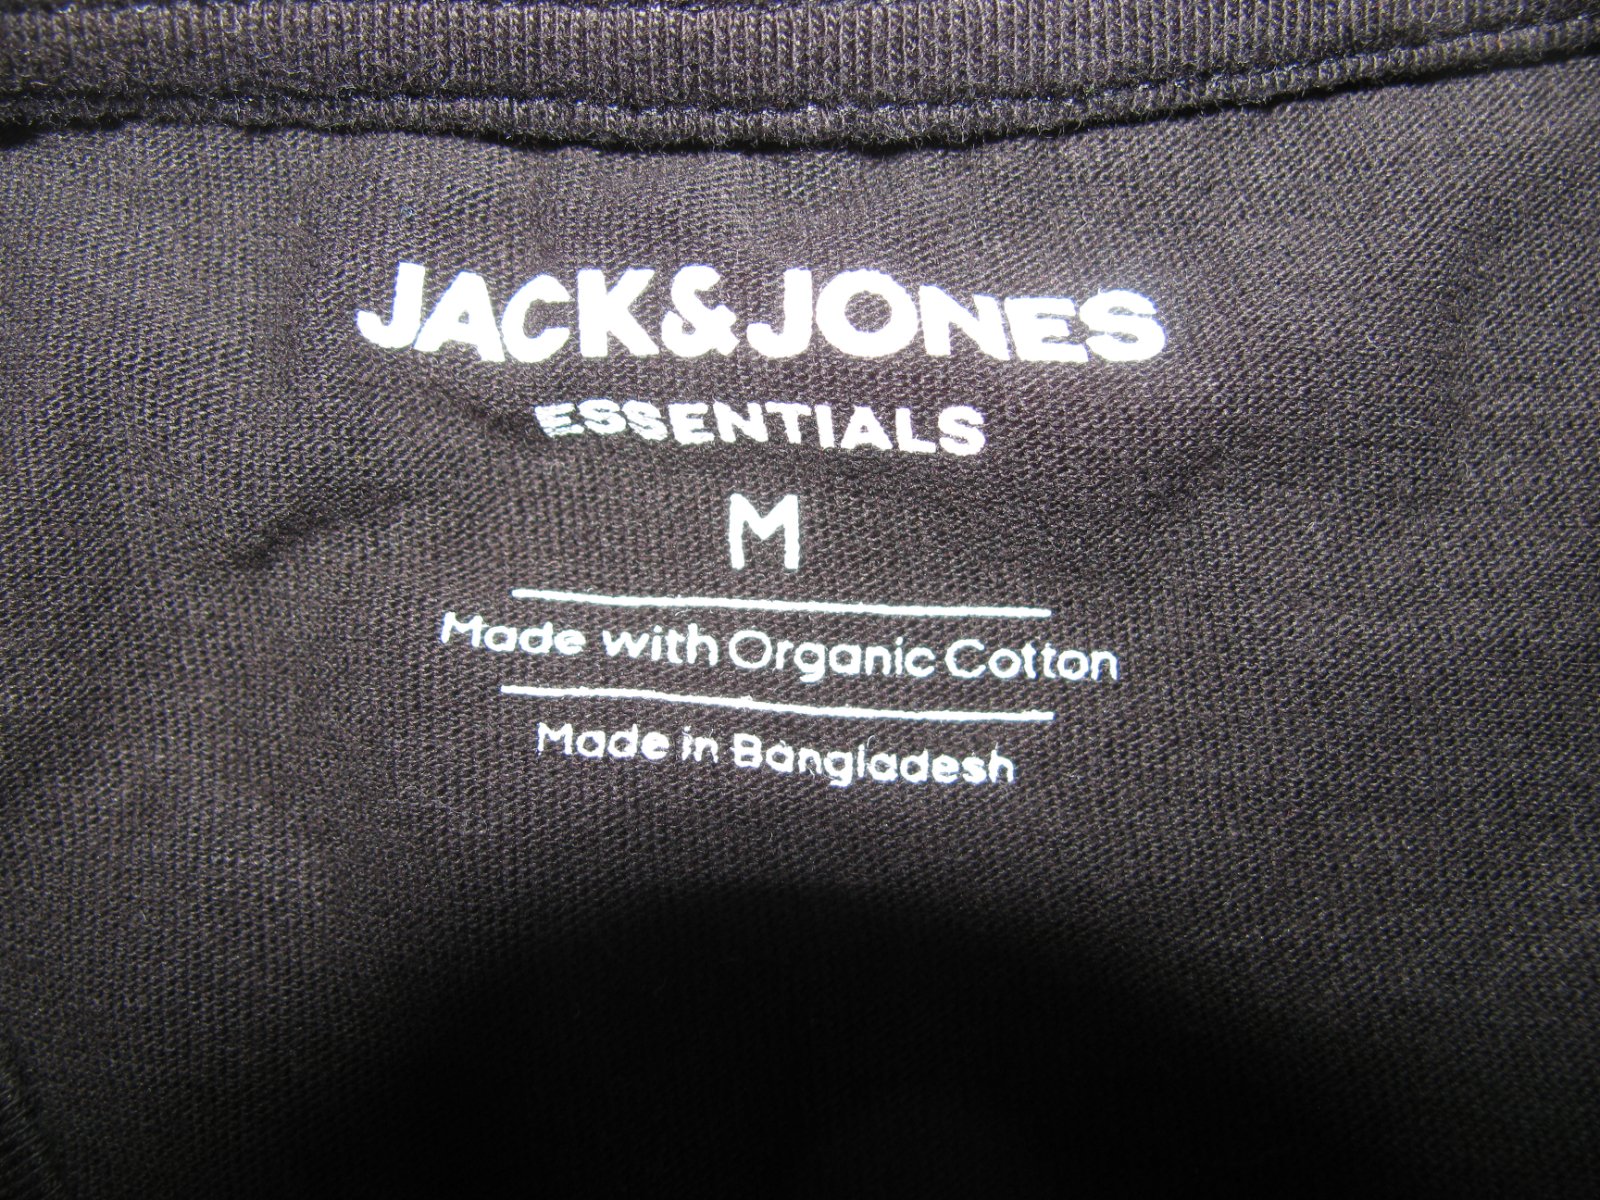 JACK&JONES
ESSENTIALS
M
Made with Organic Cotton
Made in Bangladesh